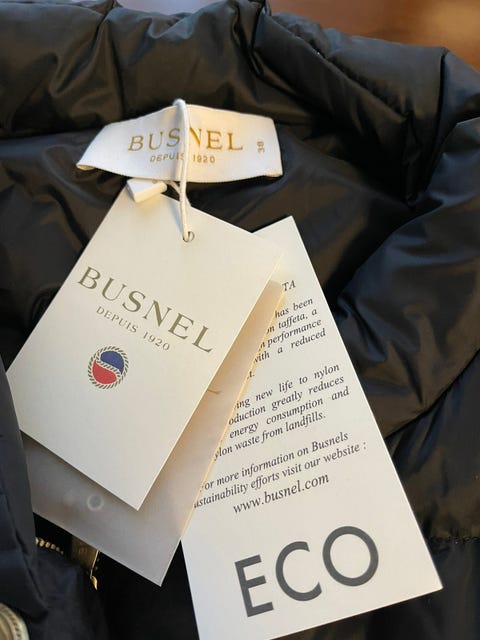 BUSNEL
DEPUIS 1920
38
BUSNEL
DEPUIS 1920
has been
taffeta, a
performance
with a reduced
new life to nylon
greatly reduces
energy consumption and
waste from landfills.
more information on Busnels
efforts visit our website :
www.busnel.com
ECO